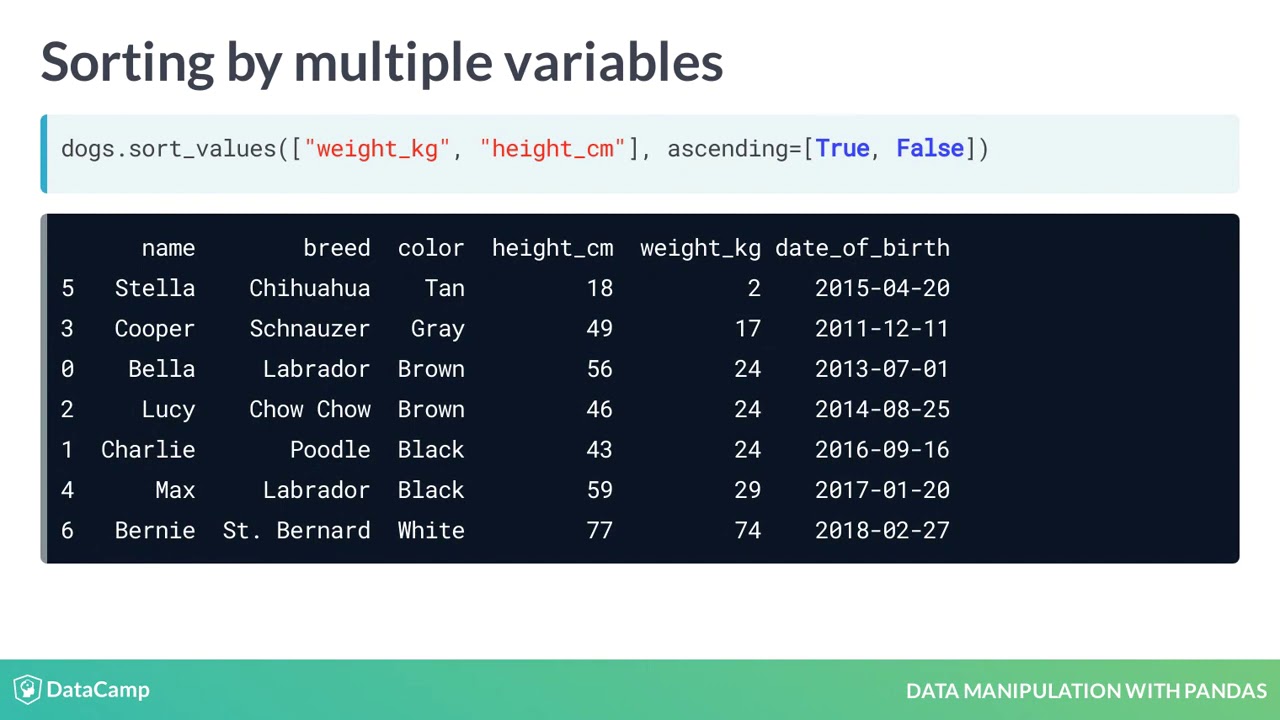 Sorting by multiple variables
dogs.sort_values(["weight_kg", "height_cm"], ascending=[True, False])
name breed color height_cm weight_kg date_of_birth
5 Stella Chihuahua Tan 18 2 2015-04-20
3 Cooper Schnauzer Gray 49 17 2011-12-11
0 Bella Labrador Brown 56 24 2013-07-01
2 Lucy Chow Chow Brown 46 24 2014-08-25
1 Charlie Poodle Black 43 24 2016-09-16
4 Max Labrador Black 59 29 2017-01-20
6 Bernie St. Bernard White 77 74 2018-02-27
DataCamp
DATA MANIPULATION WITH PANDAS